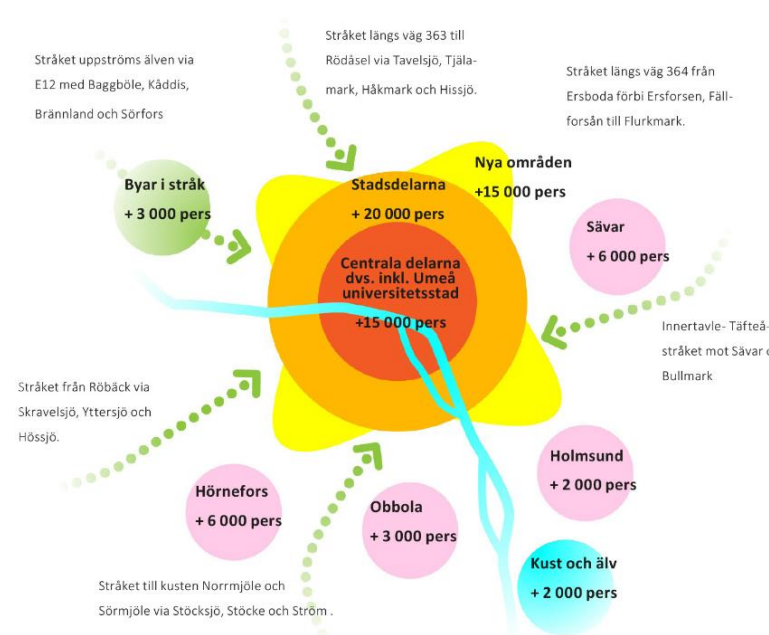 Stråket längs väg 363 till
Rödåsel via Tavelsjö, Tjäla-
mark, Håkmark och Hissjö.
Stråket uppströms älven via
E12 med Baggböle, Kåddis,
Brännland och Sörfors
Stråket längs väg 364 från
Ersboda förbi Ersforsen, Fäll-
forsån till Flurkmark.
Byar i stråk
+ 3 000 pers
Stadsdelarna
+ 20 000 pers
Nya områden
+15 000 pers
Sävar
+ 6 000 pers
Centrala delarna
dvs. inkl. Umeå
universitetsstad
+15 000 pers
Innertavle- Täfteå-
stråket mot Sävar o
Bullmark
Stråket från Röbäck via
Skravelsjö, Yttersjö och
Hössjö.
Hörnefors
+ 6 000 pers
Obbola
+ 3 000 pers
Holmsund
+ 2 000 pers
Kust och älv
+ 2 000 pers
Stråket till kusten Norrmjöle och
Sörmjöle via Stöcksjö, Stöcke och Ström .